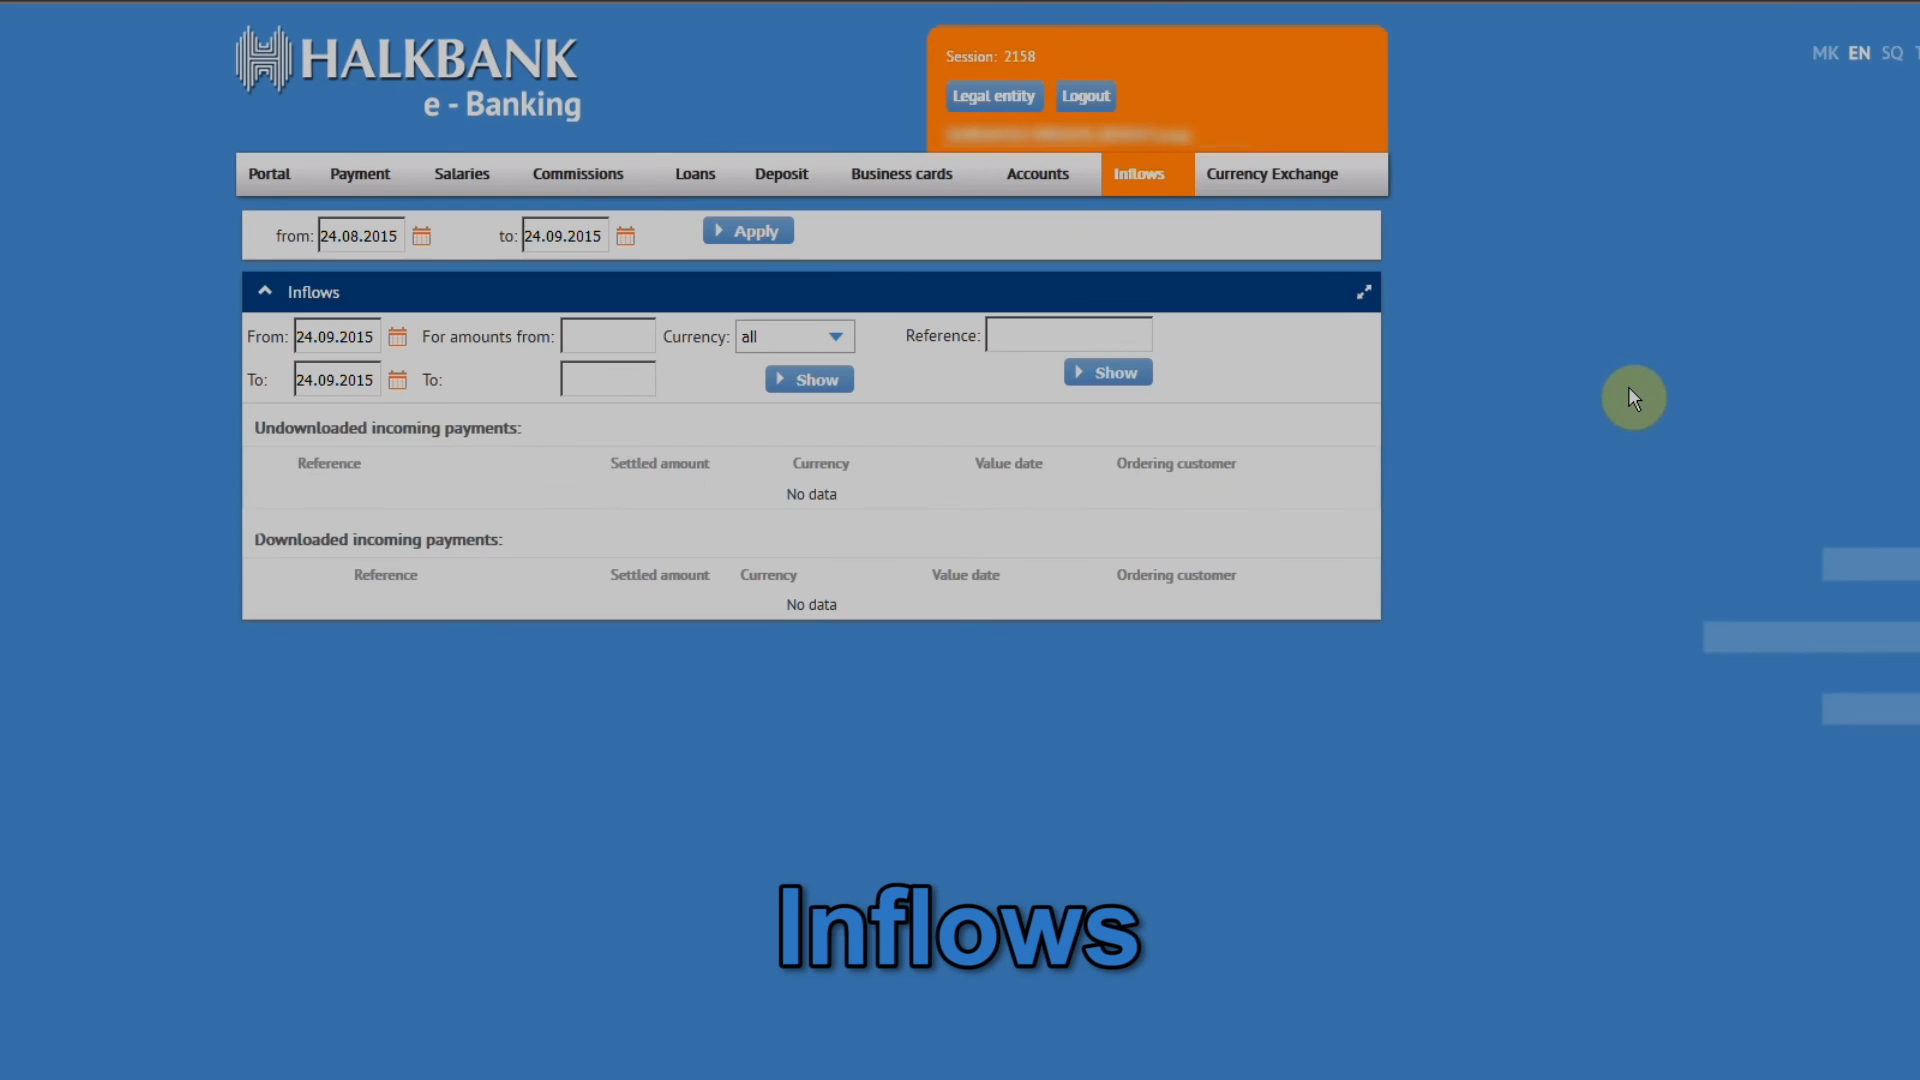 HALKBANK
e - Banking
Session: 2158
Legal entity Logout
MK EN SQ
Portal Payment Salaries Commissions Loans Deposit Business cards Accounts Inflows Currency Exchange
from: 24.08.2015 to: 24.09.2015 Apply
Inflows
From: 24.09.2015 For amounts from: Currency: all Reference:
To: 24.09.2015 To: Show Show
Undownloaded incoming payments:
Reference Settled amount Currency Value date Ordering customer
No data
Downloaded incoming payments:
Reference Settled amount Currency Value date Ordering customer
No data
Inflows